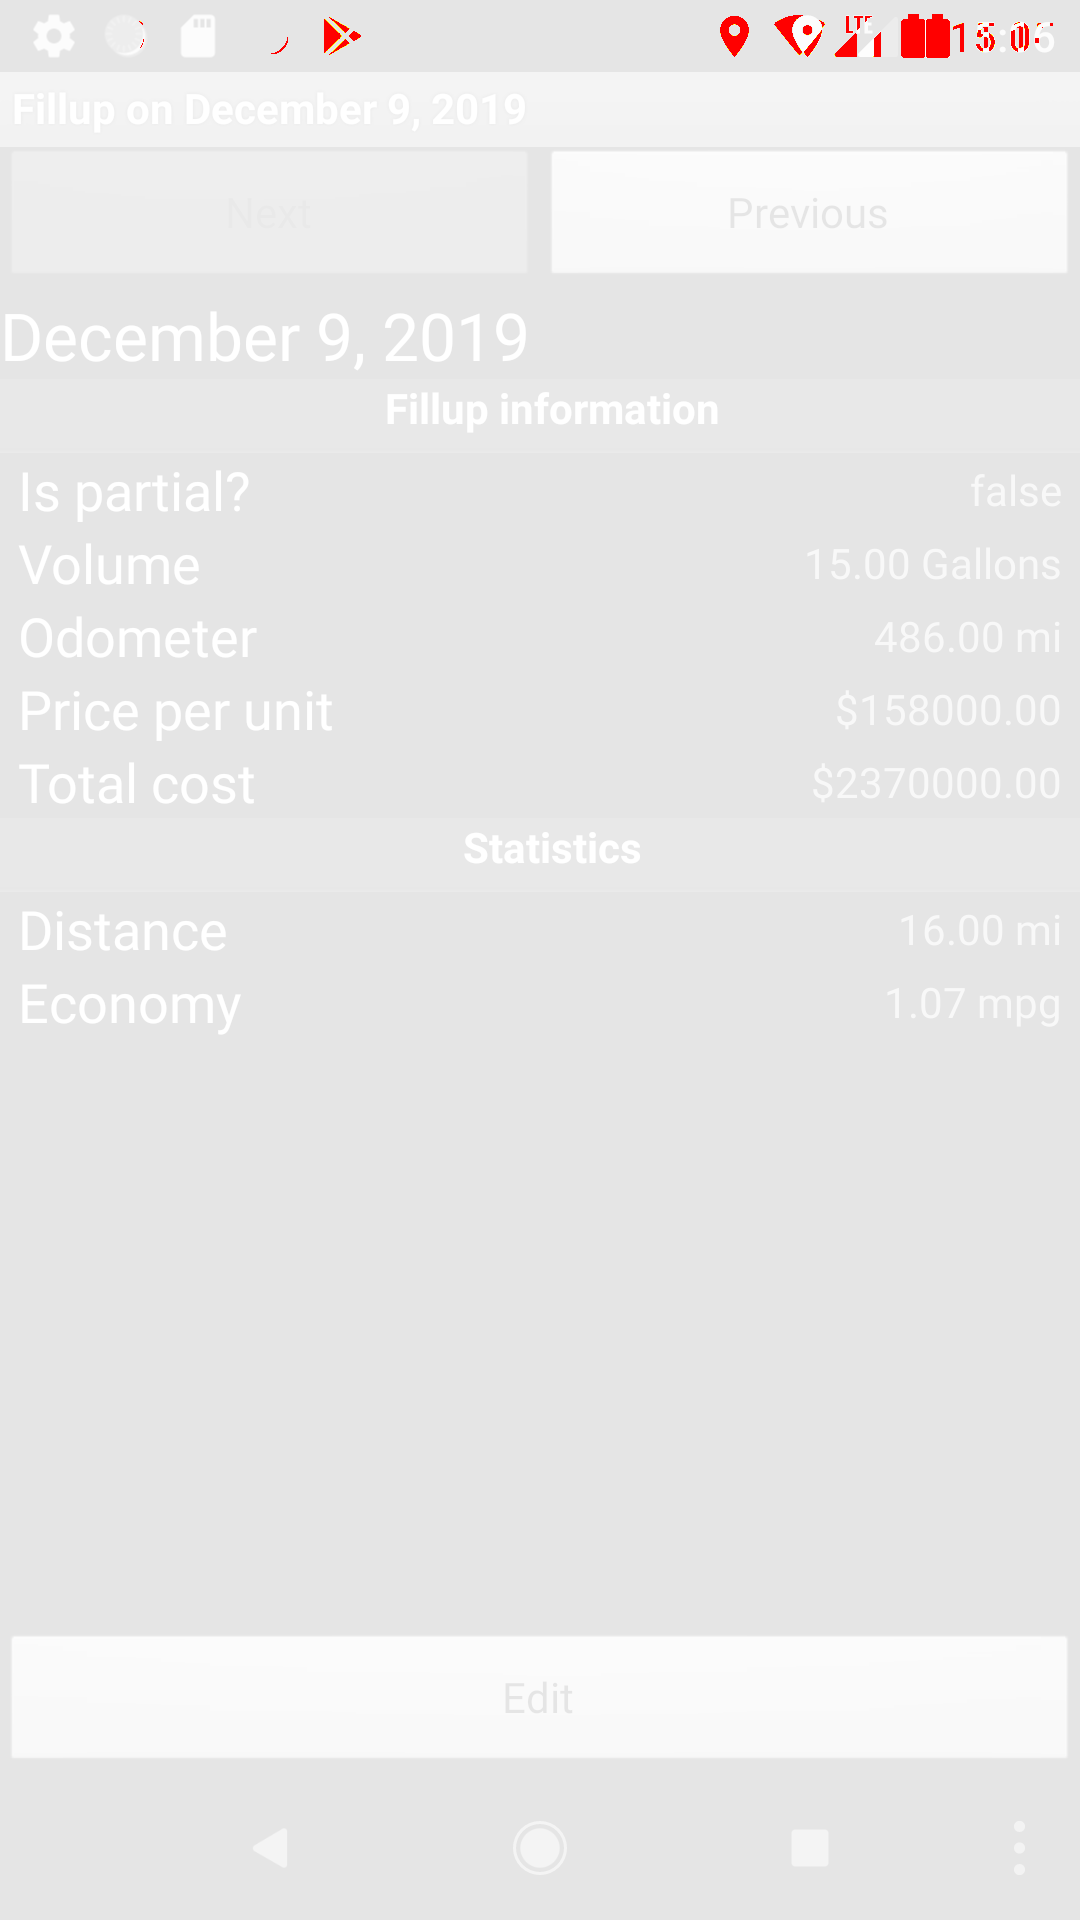 LTE
Fillup on December 9, 2019
Next
Previous
December 9, 2019
Fillup information
Is partial?
false
Volume
15.00 Gallons
Odometer
486.00 mi
Price per unit
$158000.00
Total cost
$2370000.00
Statistics
Distance
16.00 mi
Economy
1.07 mpg
Edit